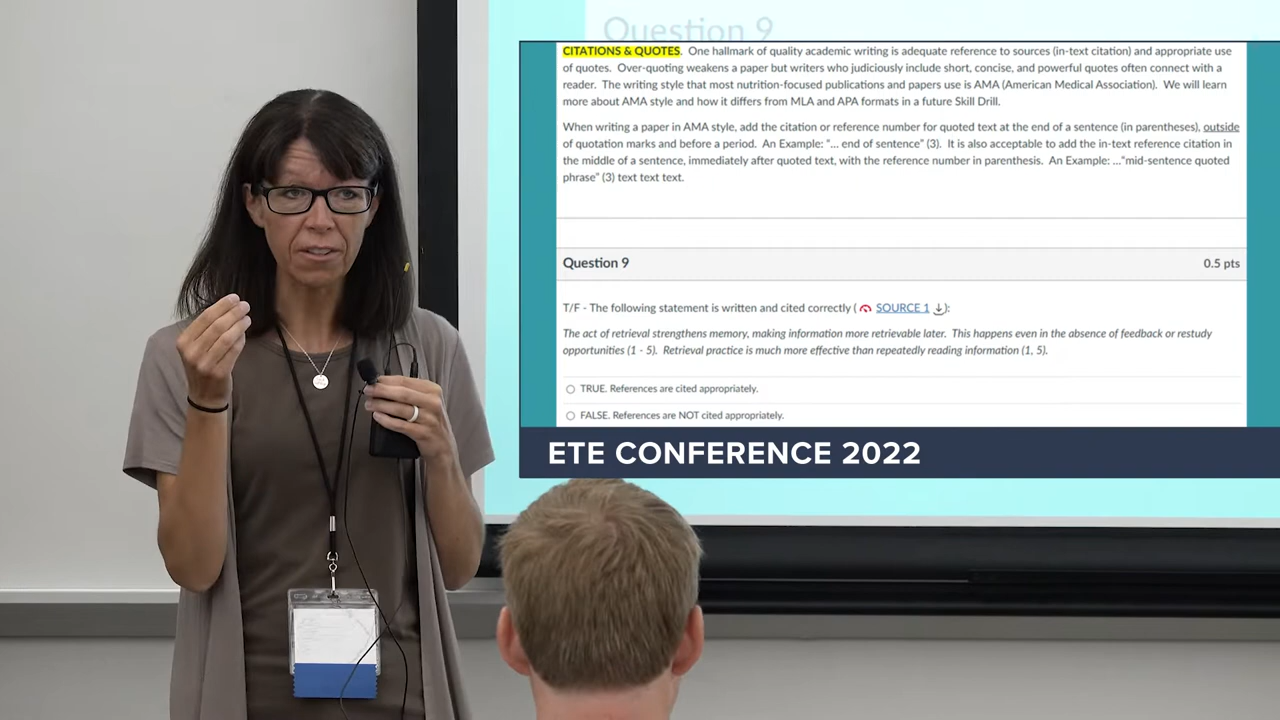 Question 9
CITATIONS & QUOTES. One hallmark of quality academic writing is adequate reference to sources (in-text citation) and appropriate use
of quotes. Over-quoting weakens a paper but writers who judiciously include short, concise, and powerful quotes often connect with a
reader. The writing style that most nutrition-focused publications and papers use is AMA (American Medical Association). We will learn
more about AMA style and how it differs from MLA and APA formats in a future Skill Drill.
When writing a paper in AMA style, add the citation or reference number for quoted text at the end of a sentence (in parentheses), outside
of quotation marks and before a period. An Example: “... end of sentence” (3). It is also acceptable to add the in-text reference citation in
the middle of a sentence, immediately after quoted text, with the reference number in parenthesis. An Example: ...“mid-sentence quoted
phrase” (3) text text text.
Question 9 0.5 pts
T/F - The following statement is written and cited correctly ( SOURCE 1 ):
The act of retrieval strengthens memory, making information more retrievable later. This happens even in the absence of feedback or restudy
opportunities (1 - 5). Retrieval practice is much more effective than repeatedly reading information (1, 5).
TRUE. References are cited appropriately.
FALSE. References are NOT cited appropriately.
ETE CONFERENCE 2022